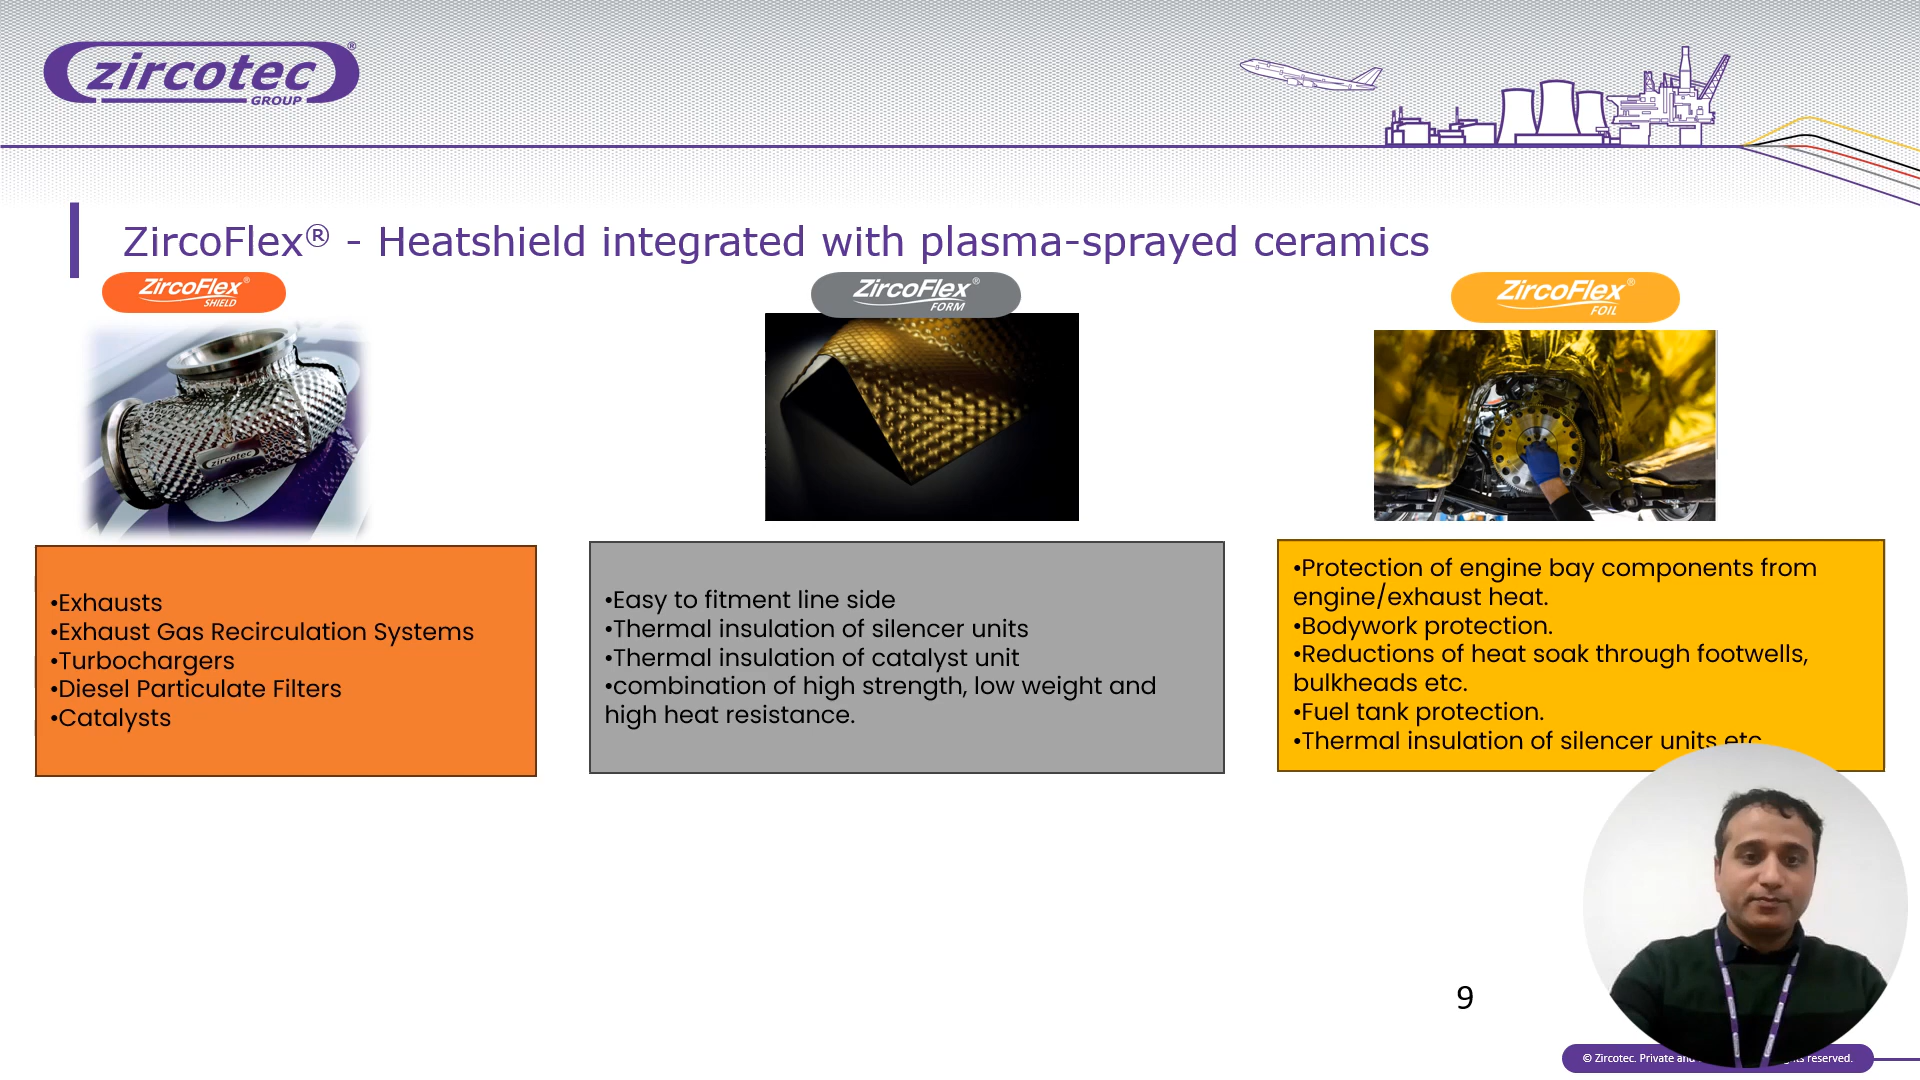 zircotec®
GROUP
ZircoFlex® - Heatshield integrated with plasma-sprayed ceramics
ZircoFlex®
SHIELD
ZircoFlex®
FORM
ZircoFlex®
FOIL
zircotec
•Exhausts
•Exhaust Gas Recirculation Systems
•Turbochargers
•Diesel Particulate Filters
•Catalysts
•Easy to fitment line side
•Thermal insulation of silencer units
•Thermal insulation of catalyst unit
•combination of high strength, low weight and
high heat resistance.
•Protection of engine bay components from
engine/exhaust heat.
•Bodywork protection.
•Reductions of heat soak through footwells,
bulkheads etc.
•Fuel tank protection.
•Thermal insulation of silencer units etc
9
© Zircotec. Private and reserved.